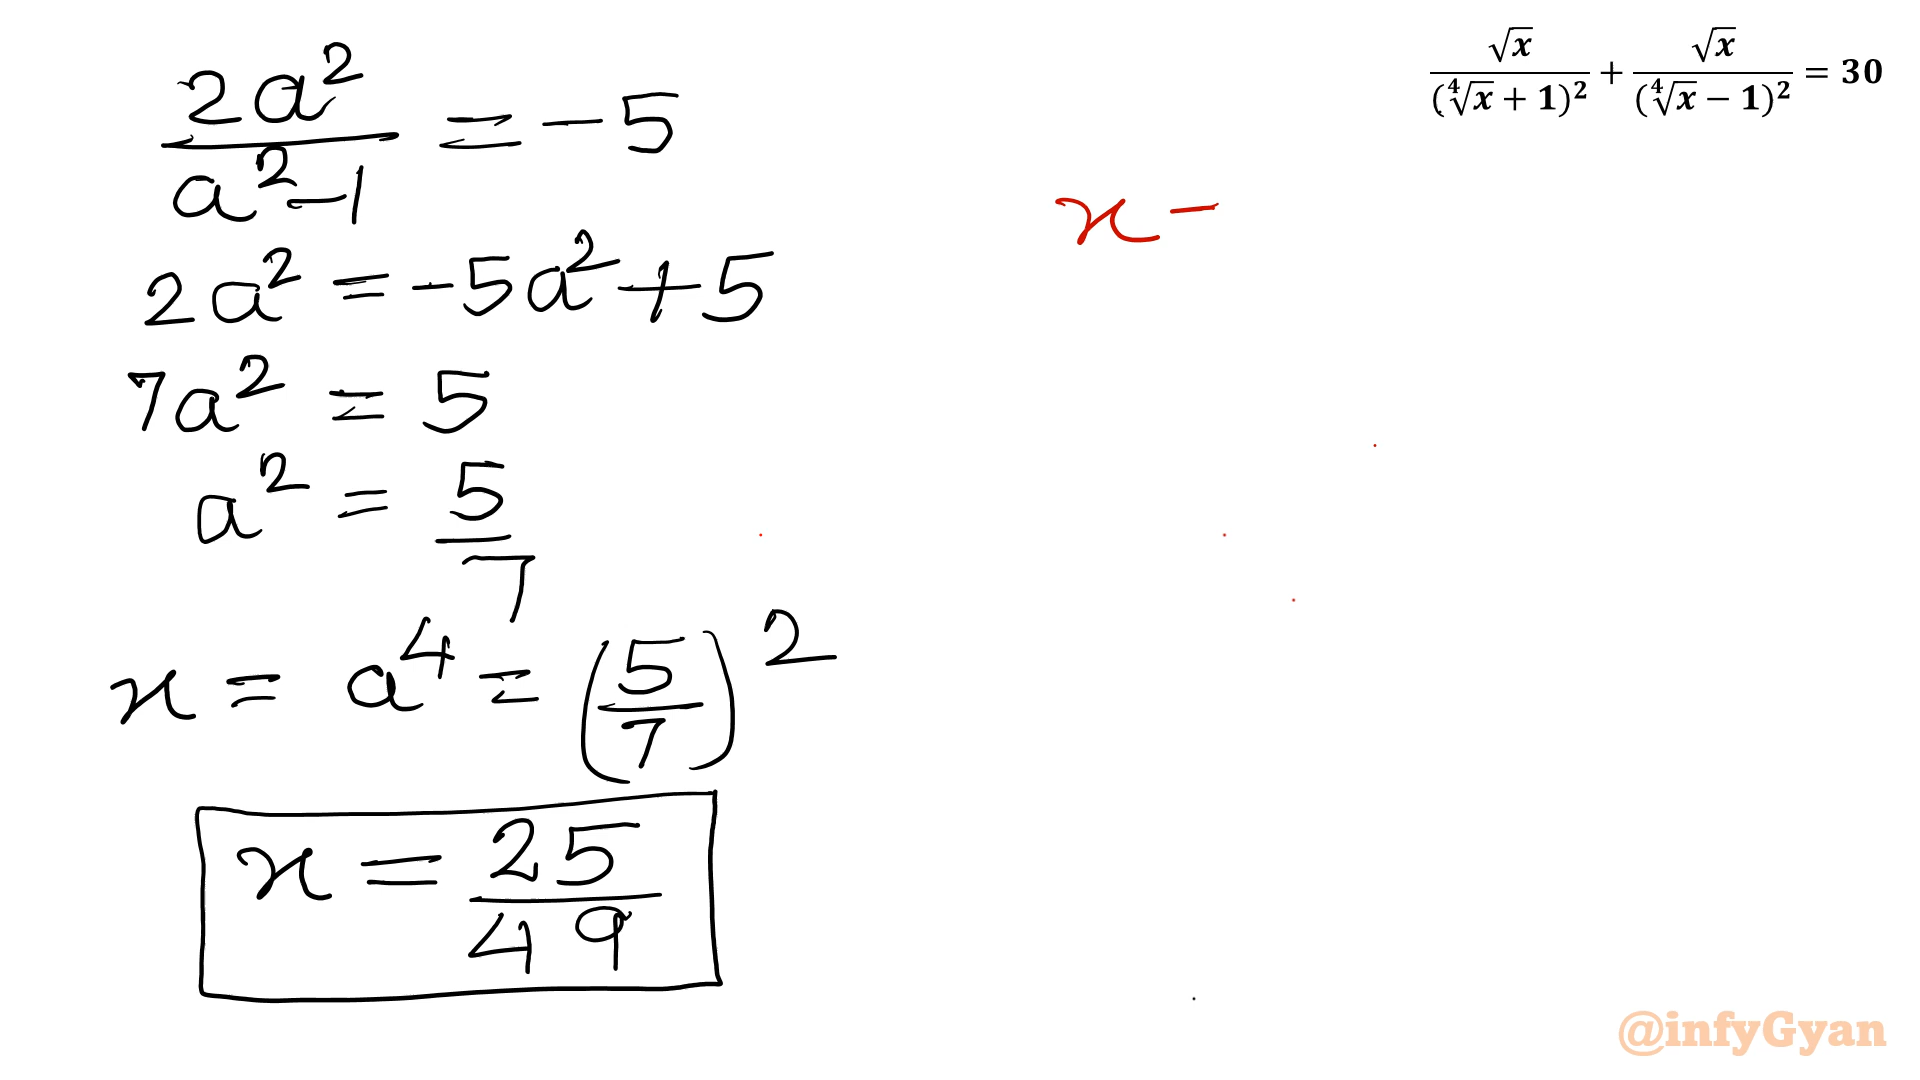 2a²/(a²-1) = -5
2a² = -5a² + 5
7a² = 5
a² = 5/7
x = a⁴ = (5/7)²
x = 25/49
√x/(∜x + 1)² + √x/(∜x − 1)² = 30
x -
@infyGyan